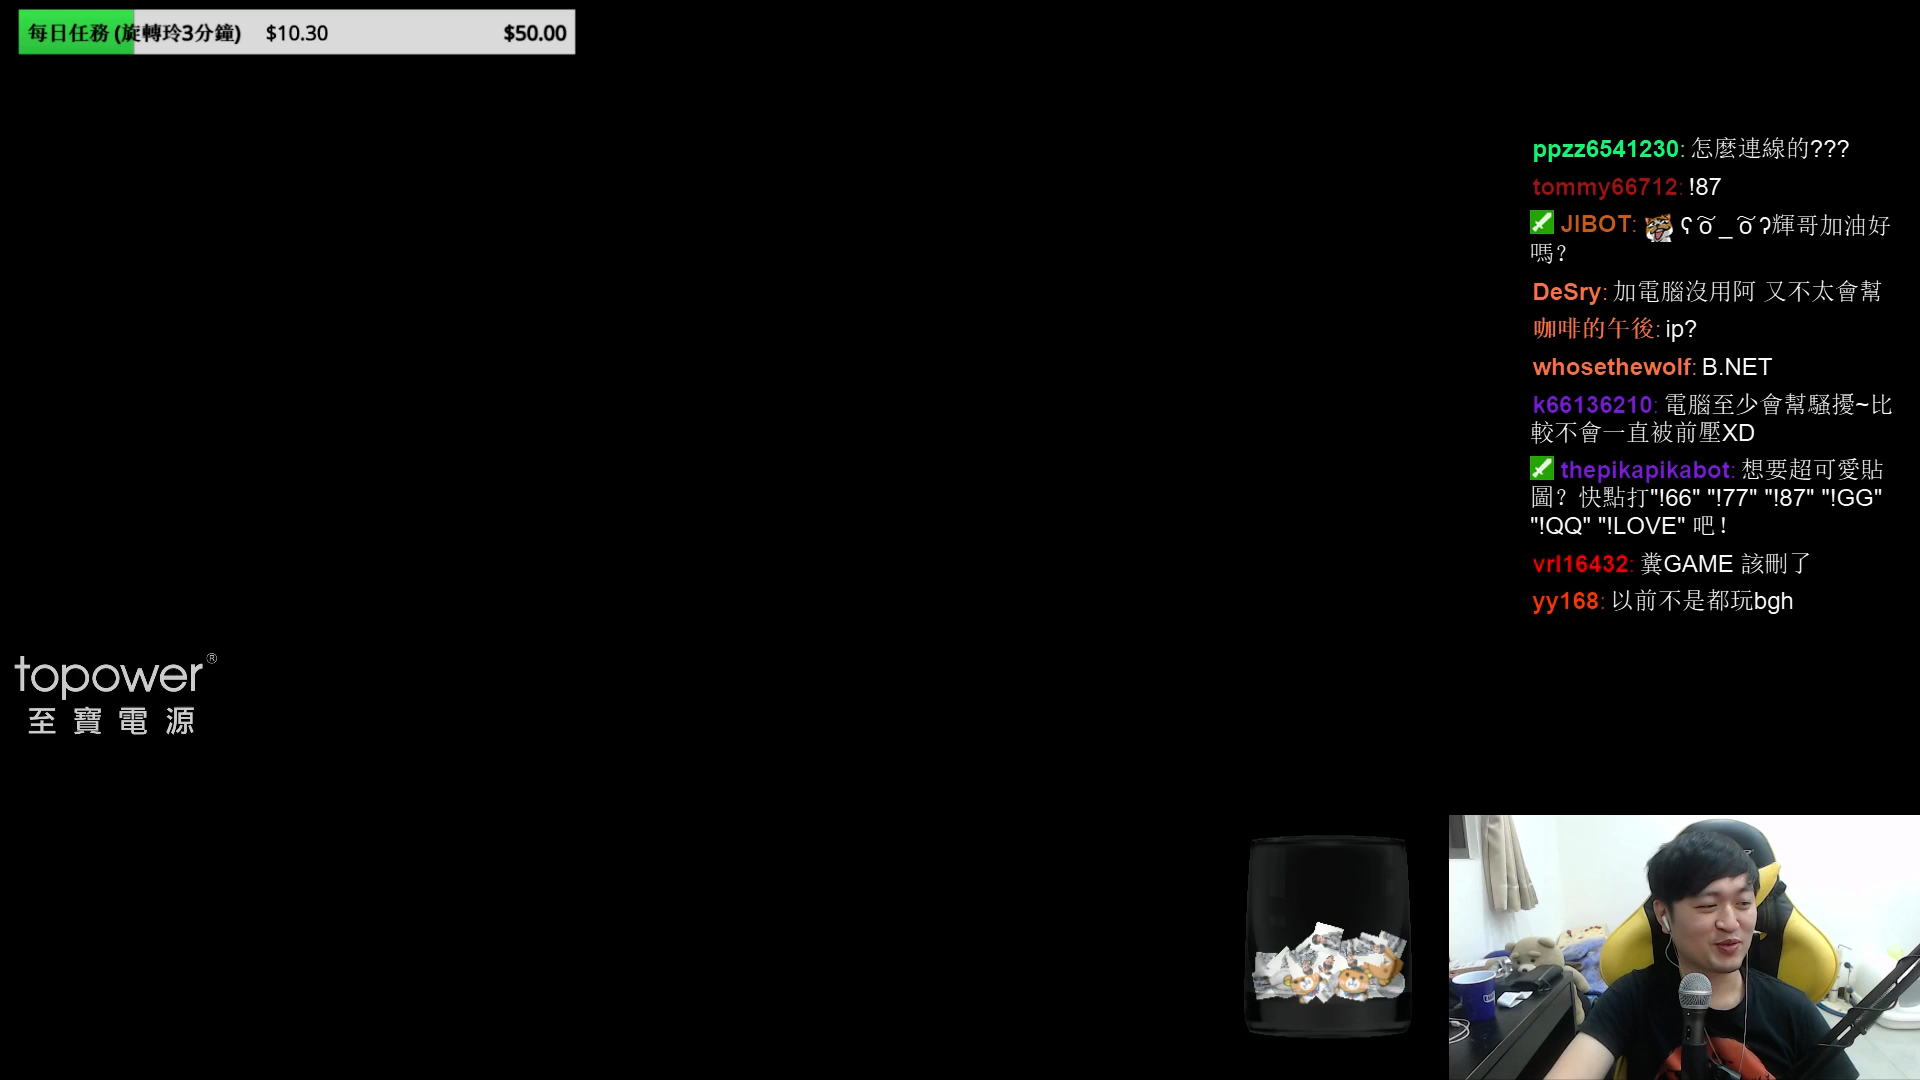 每日任務 (旋轉玲3分鐘) $10.30 $50.00
ppzz6541230: 怎麼連線的???
tommy66712: !87
JIBOT: ʕ õ _ õ ʔ輝哥加油好
嗎?
DeSry: 加電腦沒用阿 又不太會幫
咖啡的午後: ip?
whosethewolf: B.NET
k66136210: 電腦至少會幫騷擾~比
較不會一直被前壓XD
thepikapikabot: 想要超可愛貼
圖? 快點打"!66" "!77" "!87" "!GG"
"!QQ" "!LOVE" 吧!
vrl16432: 糞GAME 該刪了
yy168: 以前不是都玩bgh
topower®
至寶電源